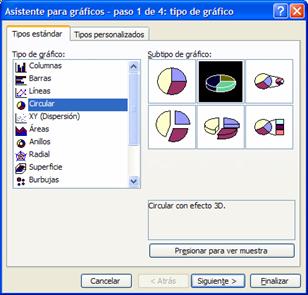 Asistente para gráficos - paso 1 de 4: tipo de gráfico
Tipos estándar
Tipos personalizados
Tipo de gráfico:
Columnas
Barras
Líneas
Circular
XY (Dispersión)
Áreas
Anillos
Radial
Superficie
Burbujas
Subtipo de gráfico:
Circular con efecto 3D.
Presionar para ver muestra
Cancelar
< Atrás
Siguiente >
Finalizar